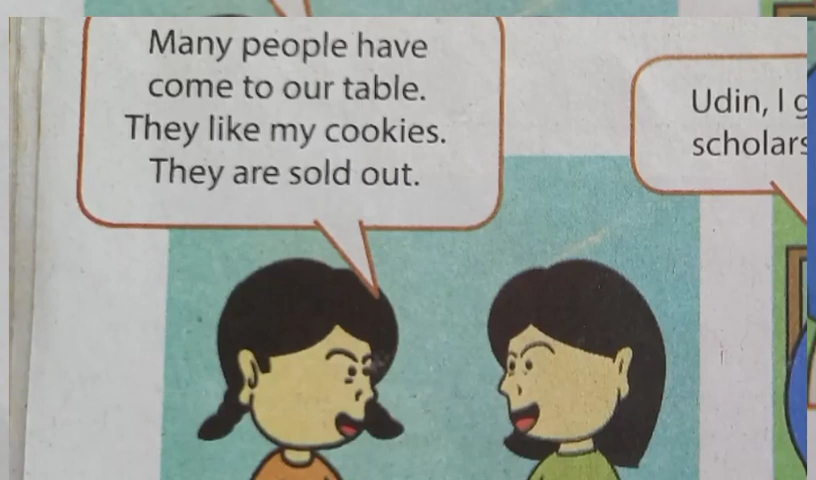 Many people have
come to our table.
They like my cookies.
They are sold out.
Udin, I